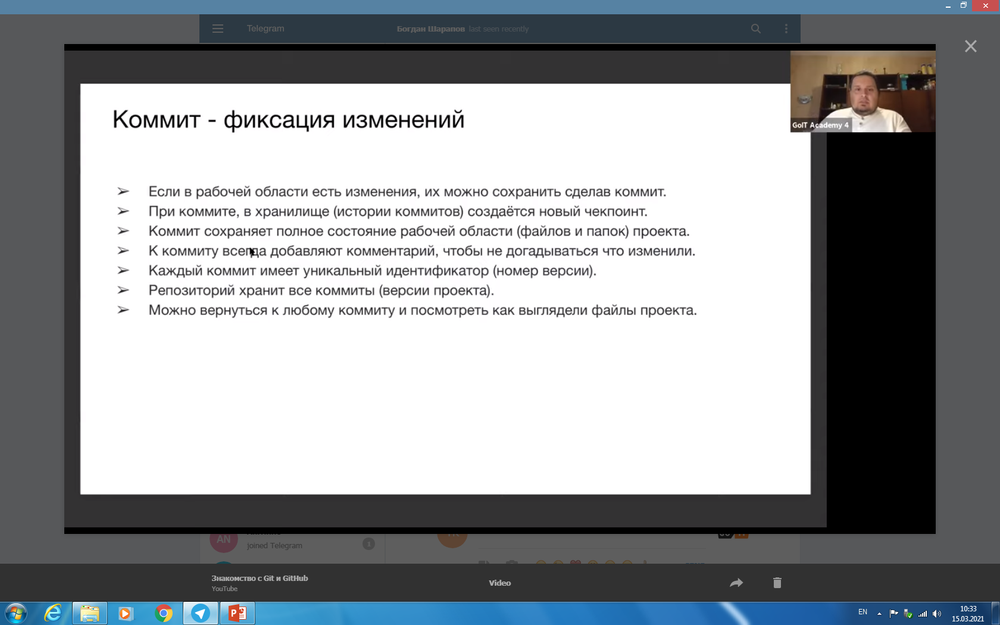 Telegram
Богдан Шарапов last seen recently
GoIT Academy 4
Коммит - фиксация изменений
➢ Если в рабочей области есть изменения, их можно сохранить сделав коммит.
➢ При коммите, в хранилище (истории коммитов) создаётся новый чекпоинт.
➢ Коммит сохраняет полное состояние рабочей области (файлов и папок) проекта.
➢ К коммиту всегда добавляют комментарий, чтобы не догадываться что изменили.
➢ Каждый коммит имеет уникальный идентификатор (номер версии).
➢ Репозиторий хранит все коммиты (версии проекта).
➢ Можно вернуться к любому коммиту и посмотреть как выглядели файлы проекта.
AN
joined Telegram
1
Знакомство с Git и GitHub
YouTube
Video
EN
10:33
15.03.2021